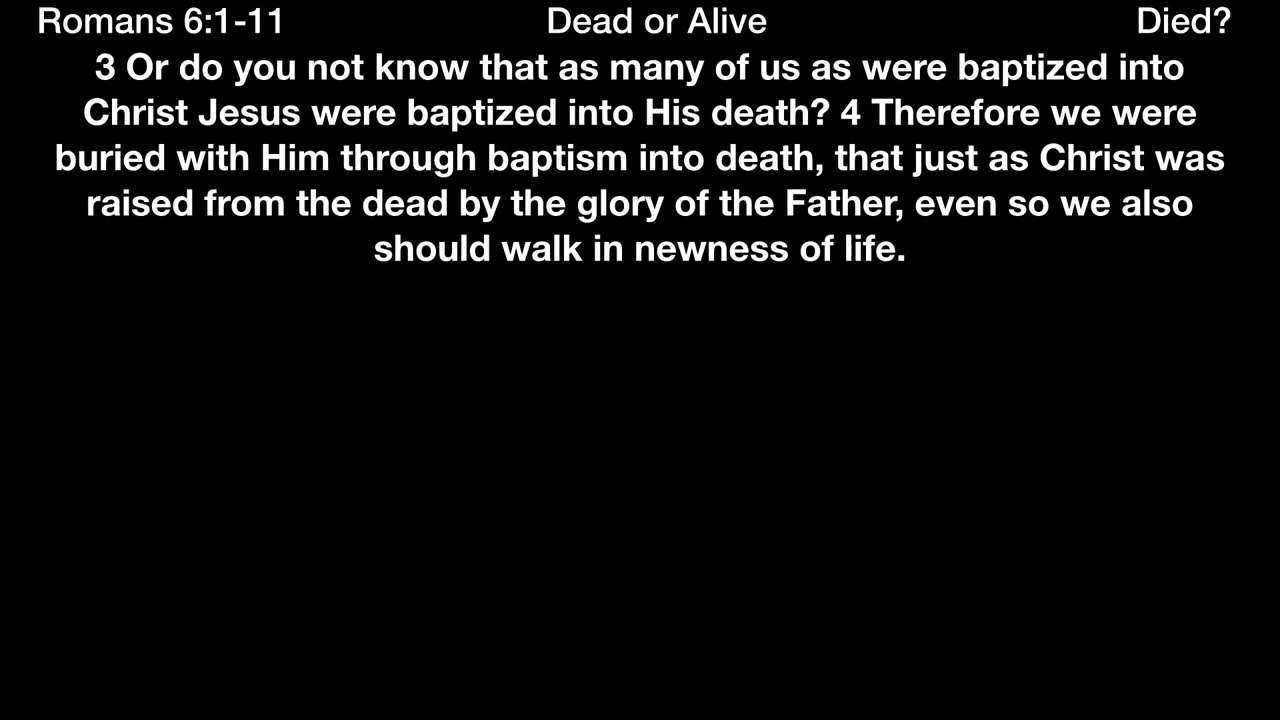 Romans 6:1-11 Dead or Alive Died?
3 Or do you not know that as many of us as were baptized into
Christ Jesus were baptized into His death? 4 Therefore we were
buried with Him through baptism into death, that just as Christ was
raised from the dead by the glory of the Father, even so we also
should walk in newness of life.